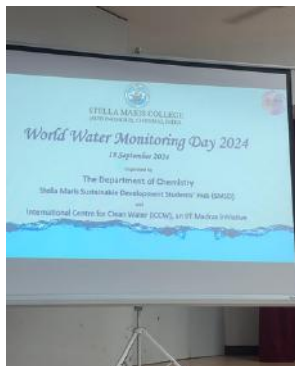 STELLA MARIS COLLEGE
World Water Monitoring Day 2024
18 September 2024
Organised by
The Department of Chemistry
Stella Maris Sustainable Development Students' Hub
and
International Centre for Clean Water (ICCW), an IIT Madras Initiative